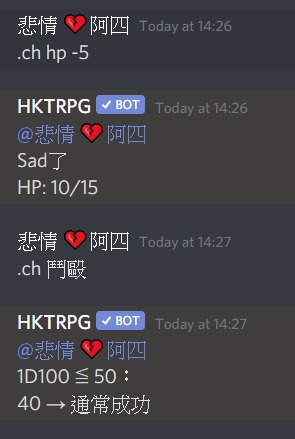 悲情 💔 阿四 Today at 14:26
.ch hp -5
HKTRPG ✓ BOT Today at 14:26
@悲情 💔 阿四
Sad了
HP: 10/15
悲情 💔 阿四 Today at 14:27
.ch 鬥毆
HKTRPG ✓ BOT Today at 14:27
@悲情 💔 阿四
1D100 ≦ 50：
40 → 通常成功